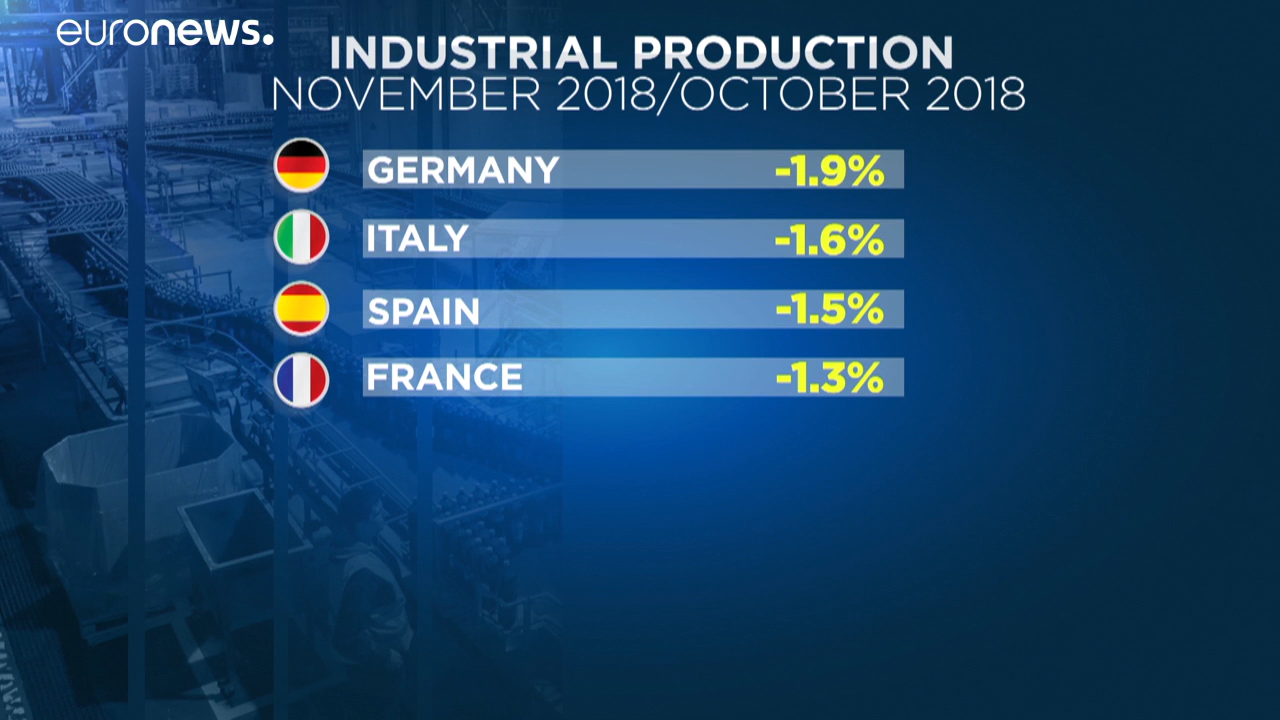 euronews.
INDUSTRIAL PRODUCTION
NOVEMBER 2018/OCTOBER 2018
GERMANY -1.9%
ITALY -1.6%
SPAIN -1.5%
FRANCE -1.3%